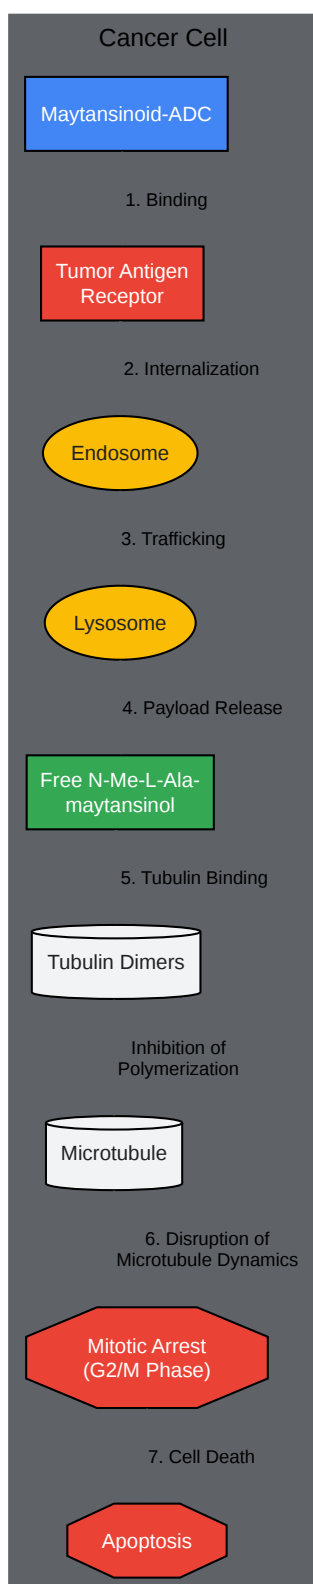 Cancer Cell
Maytansinoid-ADC
1. Binding
Tumor Antigen
Receptor
2. Internalization
Endosome
3. Trafficking
Lysosome
4. Payload Release
Free N-Me-L-Ala-
maytansinol
5. Tubulin Binding
Tubulin Dimers
Inhibition of
Polymerization
Microtubule
6. Disruption of
Microtubule Dynamics
Mitotic Arrest
(G2/M Phase)
7. Cell Death
Apoptosis